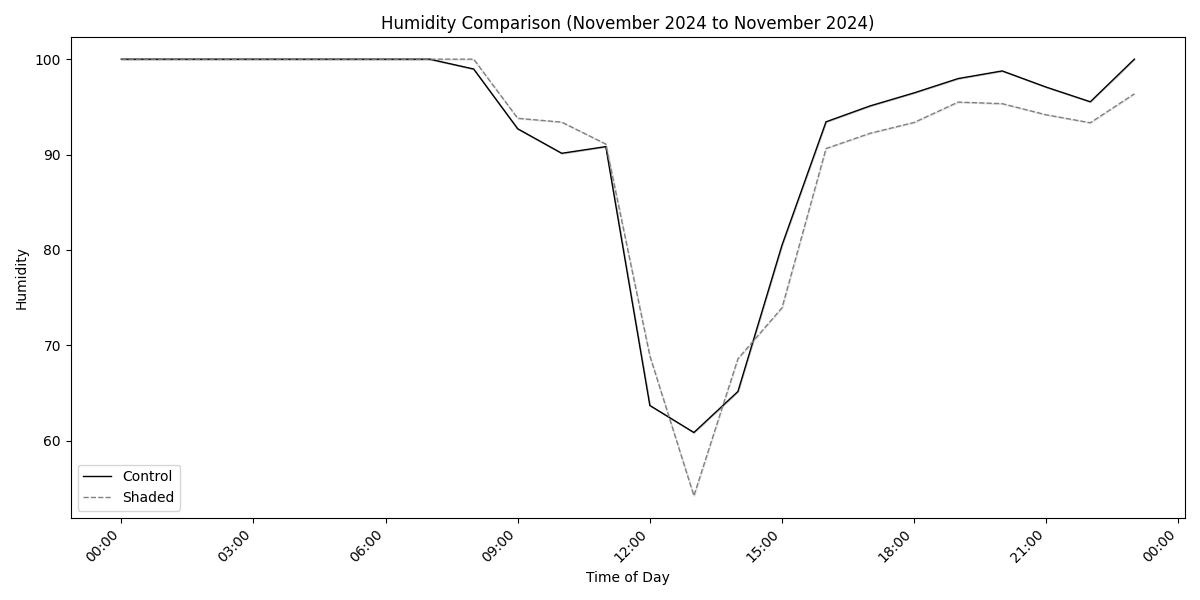 Humidity Comparison (November 2024 to November 2024)
100
90
80
70
60
Humidity
Control
Shaded
00:00
03:00
06:00
09:00
12:00
15:00
18:00
21:00
00:00
Time of Day